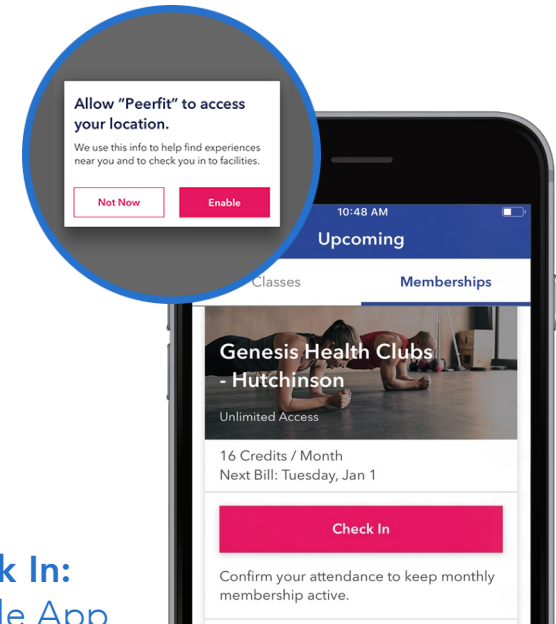 Allow "Peerfit" to access
your location.
We use this info to help find experiences
near you and to check you in to facilities.
Not Now
Enable
10:48 AM
Upcoming
Classes
Memberships
Genesis Health Clubs
- Hutchinson
Unlimited Access
16 Credits / Month
Next Bill: Tuesday, Jan 1
Check In
Confirm your attendance to keep monthly
membership active.
k In:
le App